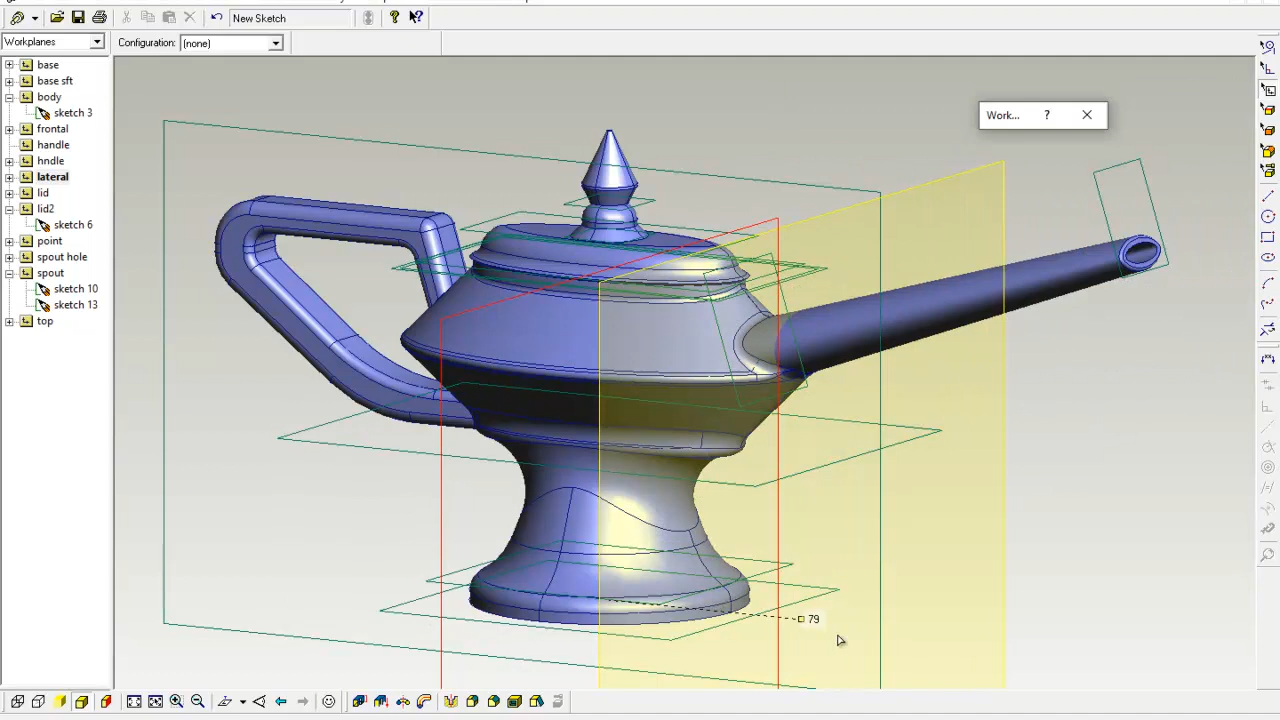 New Sketch
Workplanes
Configuration: (none)
base
base sft
body
sketch 3
frontal
handle
hndle
lateral
lid
lid2
sketch 6
point
spout hole
spout
sketch 10
sketch 13
top
Work... ?
79